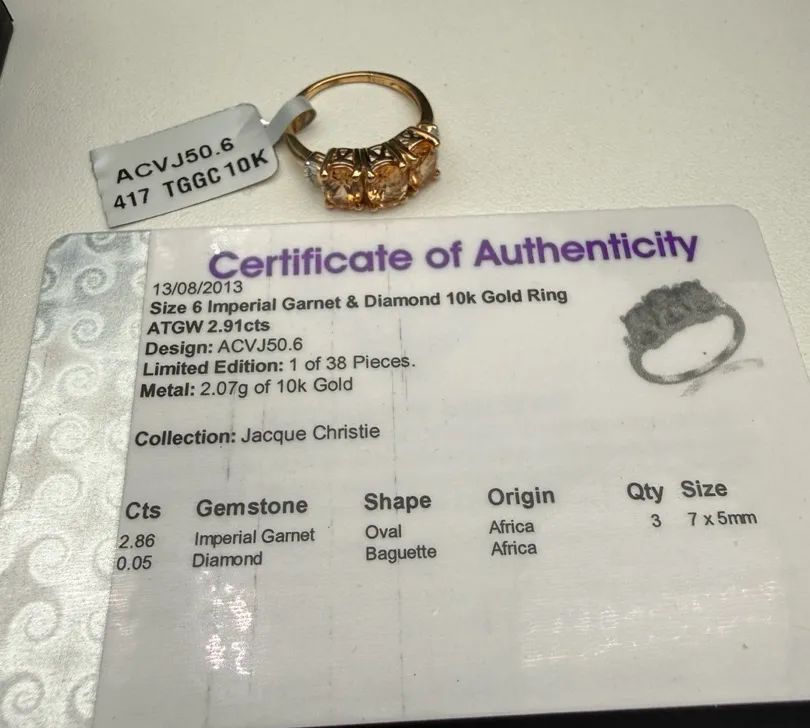 ACVJ50.6
417 TGGC 10K
Certificate of Authenticity
13/08/2013
Size 6 Imperial Garnet & Diamond 10k Gold Ring
ATGW 2.91cts
Design: ACVJ50.6
Limited Edition: 1 of 38 Pieces.
Metal: 2.07g of 10k Gold
Collection: Jacque Christie
Cts Gemstone Shape Origin Qty Size
2.86 Imperial Garnet Oval Africa 3 7 x 5mm
0.05 Diamond Baguette Africa